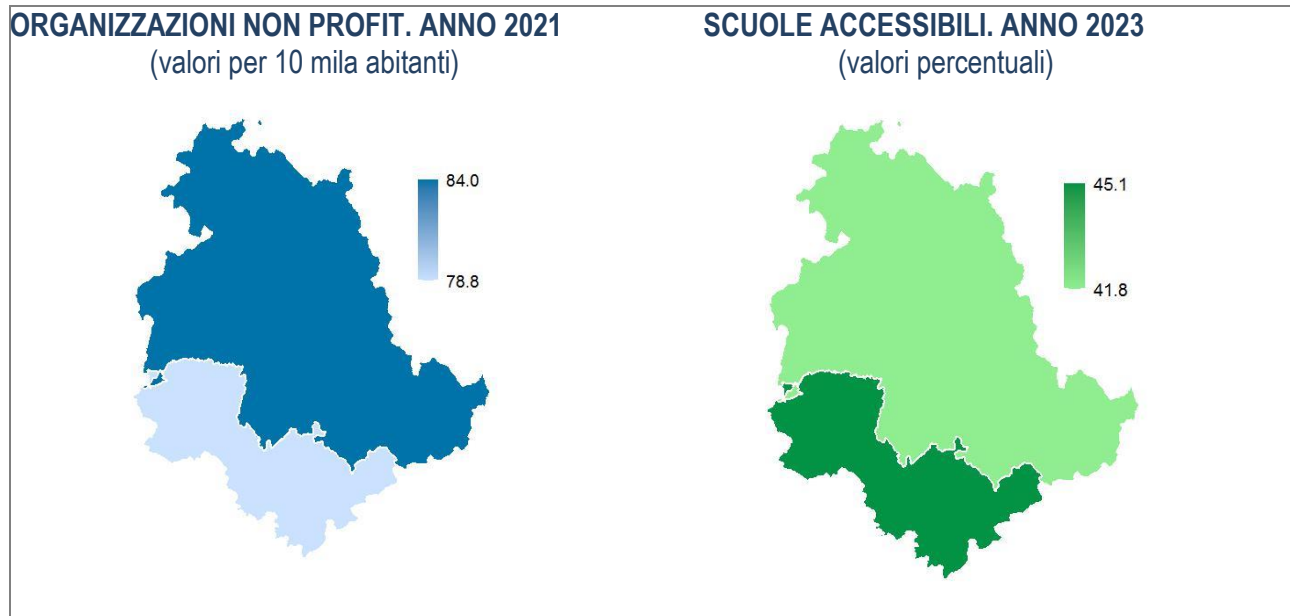 ORGANIZZAZIONI NON PROFIT. ANNO 2021
(valori per 10 mila abitanti)
84.0
78.8
SCUOLE ACCESSIBILI. ANNO 2023
(valori percentuali)
45.1
41.8